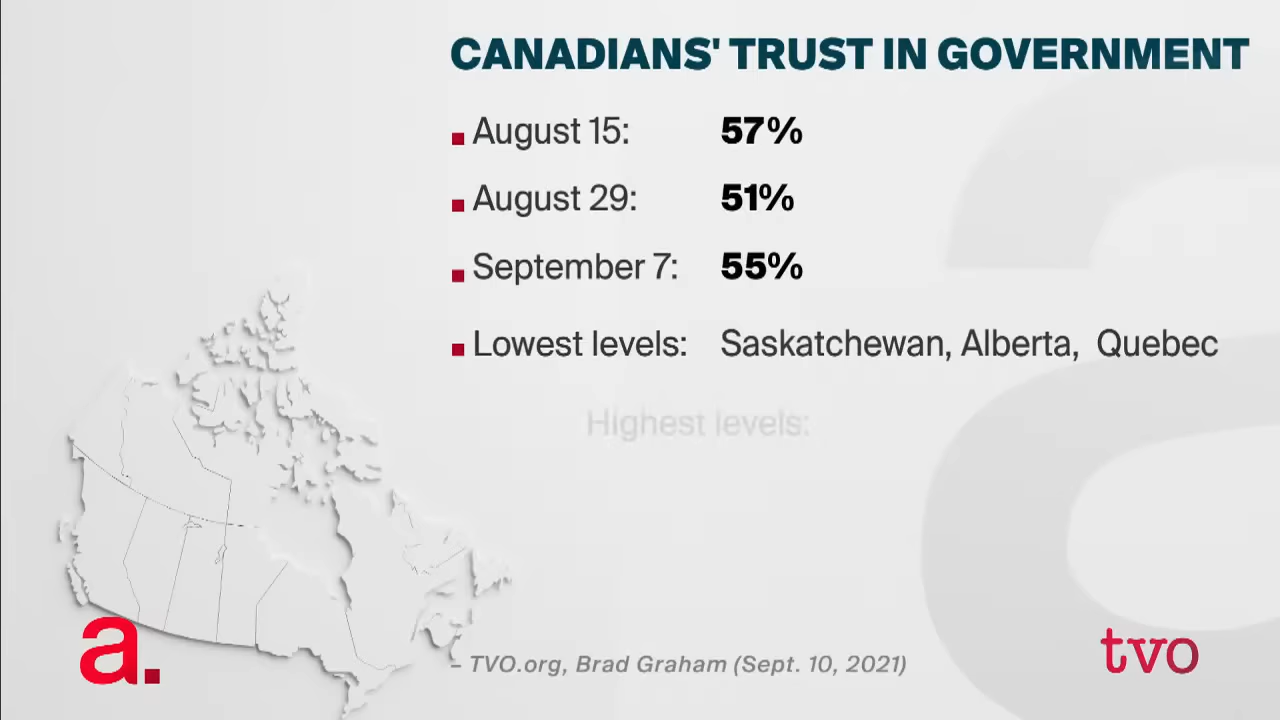 CANADIANS' TRUST IN GOVERNMENT
August 15: 57%
August 29: 51%
September 7: 55%
Lowest levels: Saskatchewan, Alberta, Quebec
Highest levels:
– TVO.org, Brad Graham (Sept. 10, 2021)
a.
tvo